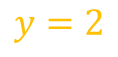 y = 2